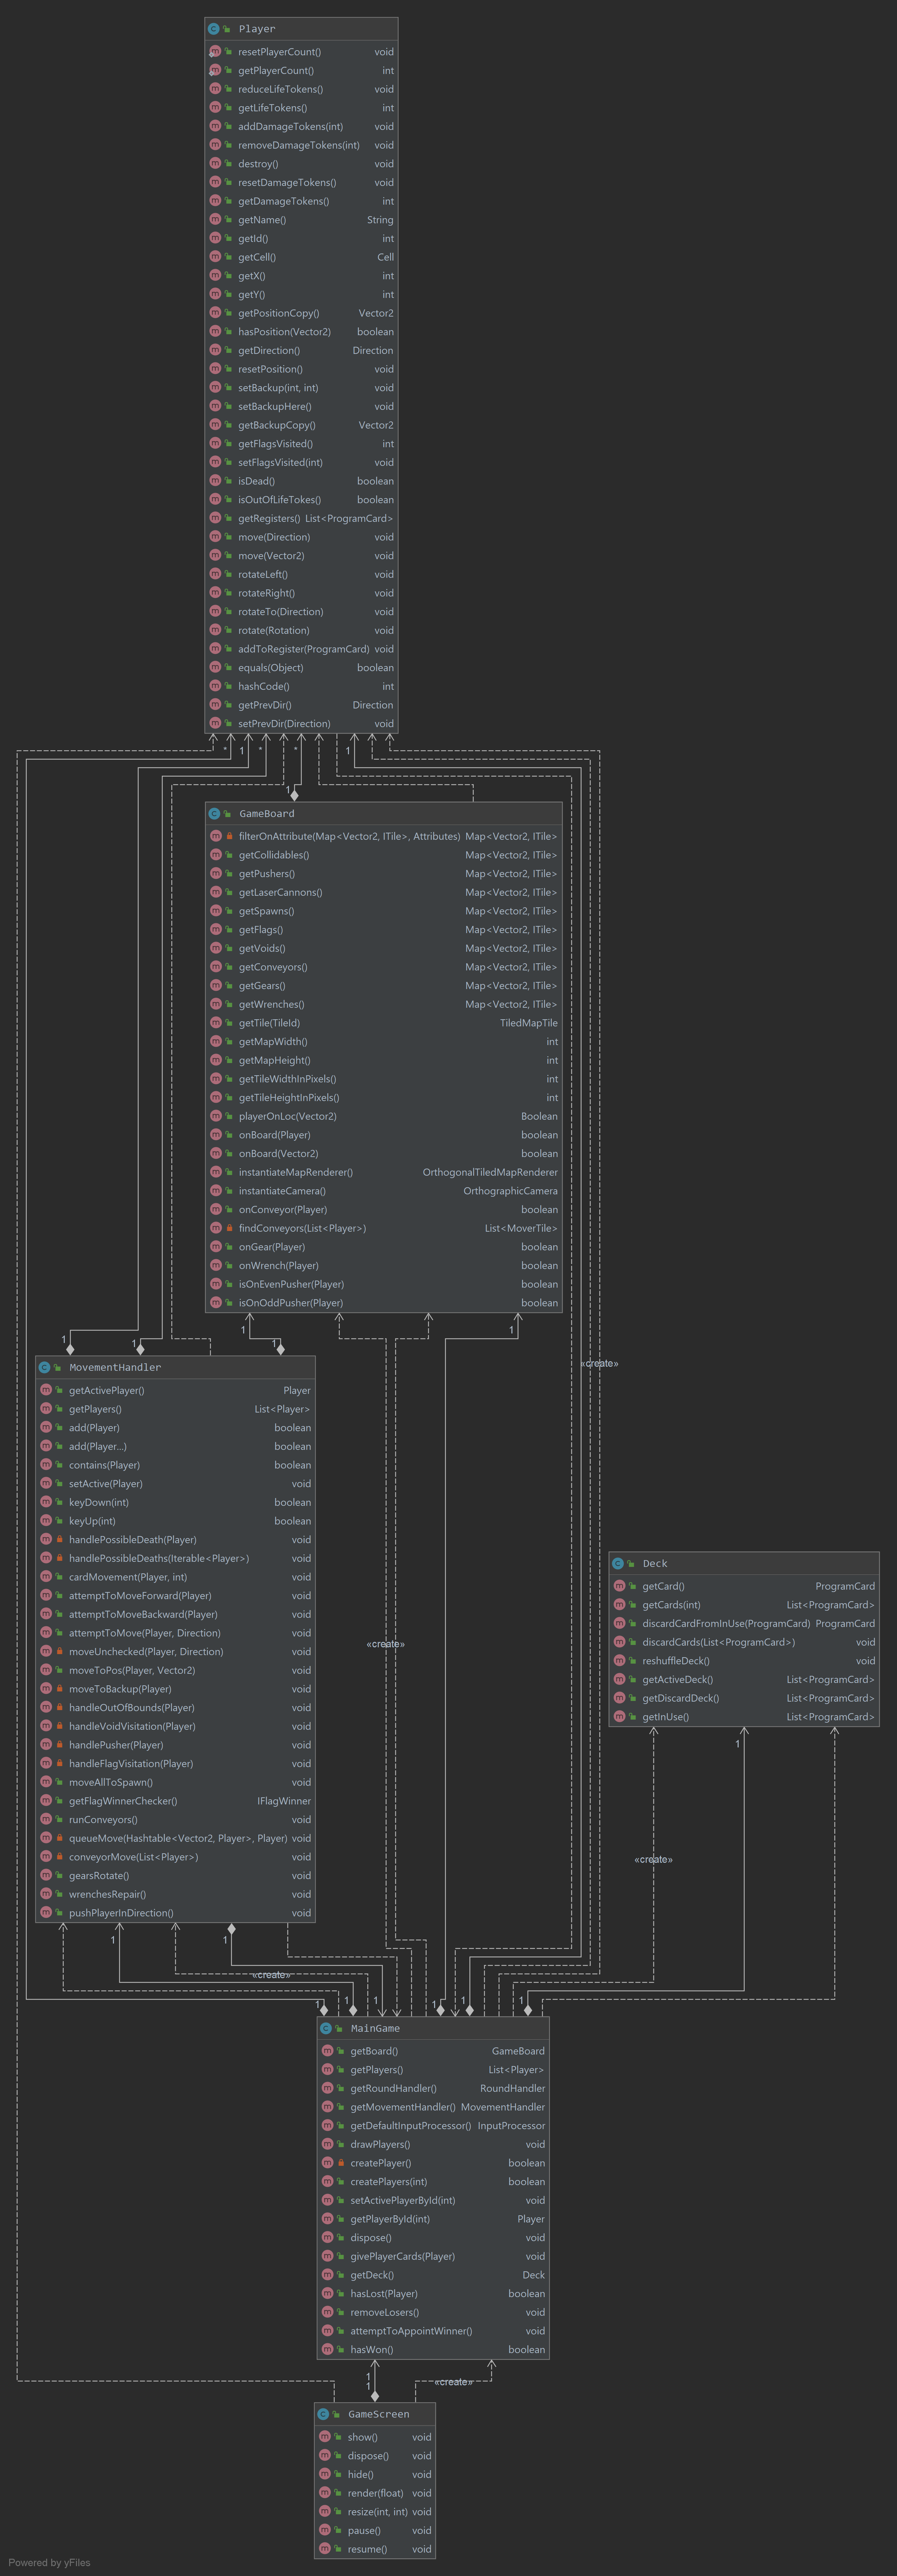 Player
resetPlayerCount() void
getPlayerCount() int
reduceLifeTokens() void
getLifeTokens() int
addDamageTokens(int) void
removeDamageTokens(int) void
destroy() void
resetDamageTokens() void
getDamageTokens() int
getName() String
getId() int
getCell() Cell
getX() int
getY() int
getPositionCopy() Vector2
hasPosition(Vector2) boolean
getDirection() Direction
resetPosition() void
setBackup(int, int) void
setBackupHere() void
getBackupCopy() Vector2
getFlagsVisited() int
setFlagsVisited(int) void
isDead() boolean
isOutOfLifeTokes() boolean
getRegisters() List<ProgramCard>
move(Direction) void
move(Vector2) void
rotateLeft() void
rotateRight() void
rotateTo(Direction) void
rotate(Rotation) void
addToRegister(ProgramCard) void
equals(Object) boolean
hashCode() int
getPrevDir() Direction
setPrevDir(Direction) void
* 1 * * 1
1
GameBoard
filterOnAttribute(Map<Vector2, ITile>, Attributes) Map<Vector2, ITile>
getCollidables() Map<Vector2, ITile>
getPushers() Map<Vector2, ITile>
getLaserCannons() Map<Vector2, ITile>
getSpawns() Map<Vector2, ITile>
getFlags() Map<Vector2, ITile>
getVoids() Map<Vector2, ITile>
getConveyors() Map<Vector2, ITile>
getGears() Map<Vector2, ITile>
getWrenches() Map<Vector2, ITile>
getTile(TileId) TiledMapTile
getMapWidth() int
getMapHeight() int
getTileWidthInPixels() int
getTileHeightInPixels() int
playerOnLoc(Vector2) Boolean
onBoard(Player) boolean
onBoard(Vector2) boolean
instantiateMapRenderer() OrthogonalTiledMapRenderer
instantiateCamera() OrthographicCamera
onConveyor(Player) boolean
findConveyors(List<Player>) List<MoverTile>
onGear(Player) boolean
onWrench(Player) boolean
isOnEvenPusher(Player) boolean
isOnOddPusher(Player) boolean
1 1
1 1 1
«create»
MovementHandler
getActivePlayer() Player
getPlayers() List<Player>
add(Player) boolean
add(Player...) boolean
contains(Player) boolean
setActive(Player) void
keyDown(int) boolean
keyUp(int) boolean
handlePossibleDeath(Player) void
handlePossibleDeaths(Iterable<Player>) void
cardMovement(Player, int) void
attemptToMoveForward(Player) void
attemptToMoveBackward(Player) void
attemptToMove(Player, Direction) void
moveUnchecked(Player, Direction) void
moveToPos(Player, Vector2) void
moveToBackup(Player) void
handleOutOfBounds(Player) void
handleVoidVisitation(Player) void
handlePusher(Player) void
handleFlagVisitation(Player) void
moveAllToSpawn() void
getFlagWinnerChecker() IFlagWinner
runConveyors() void
queueMove(Hashtable<Vector2, Player>, Player) void
conveyorMove(List<Player>) void
gearsRotate() void
wrenchesRepair() void
pushPlayerInDirection() void
«create»
Deck
getCard() ProgramCard
getCards(int) List<ProgramCard>
discardCardFromInUse(ProgramCard) ProgramCard
discardCards(List<ProgramCard>) void
reshuffleDeck() void
getActiveDeck() List<ProgramCard>
getDiscardDeck() List<ProgramCard>
getInUse() List<ProgramCard>
1
«create»
1 1
«create»
1 1 1 1 1 1
MainGame
getBoard() GameBoard
getPlayers() List<Player>
getRoundHandler() RoundHandler
getMovementHandler() MovementHandler
getDefaultInputProcessor() InputProcessor
drawPlayers() void
createPlayer() boolean
createPlayers(int) boolean
setActivePlayerById(int) void
getPlayerById(int) Player
dispose() void
givePlayerCards(Player) void
getDeck() Deck
hasLost(Player) boolean
removeLosers() void
attemptToAppointWinner() void
hasWon() boolean
1
«create»
1
GameScreen
show() void
dispose() void
hide() void
render(float) void
resize(int, int) void
pause() void
resume() void
Powered by yFiles